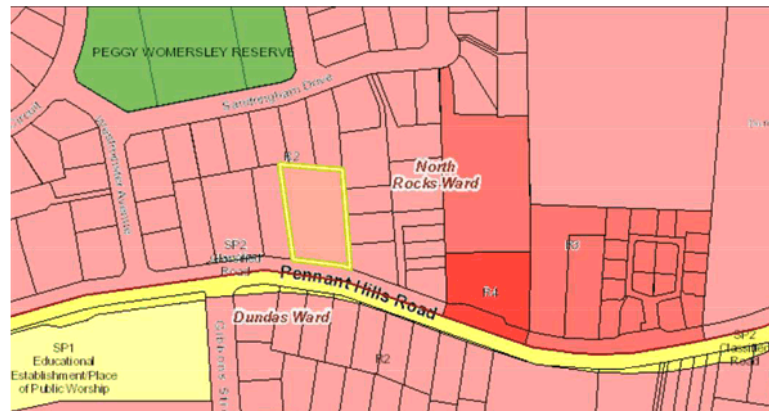 PEGGY WOMERSLEY RESERVE
Sandringham Drive
Westminster Avenue
R2
North
Rocks Ward
SP2
Road
Pennant Hills Road
R3
R4
Dundas Ward
R2
SP1
Educational
Establishment/Place
of Public Worship
SP2
Classified
Road